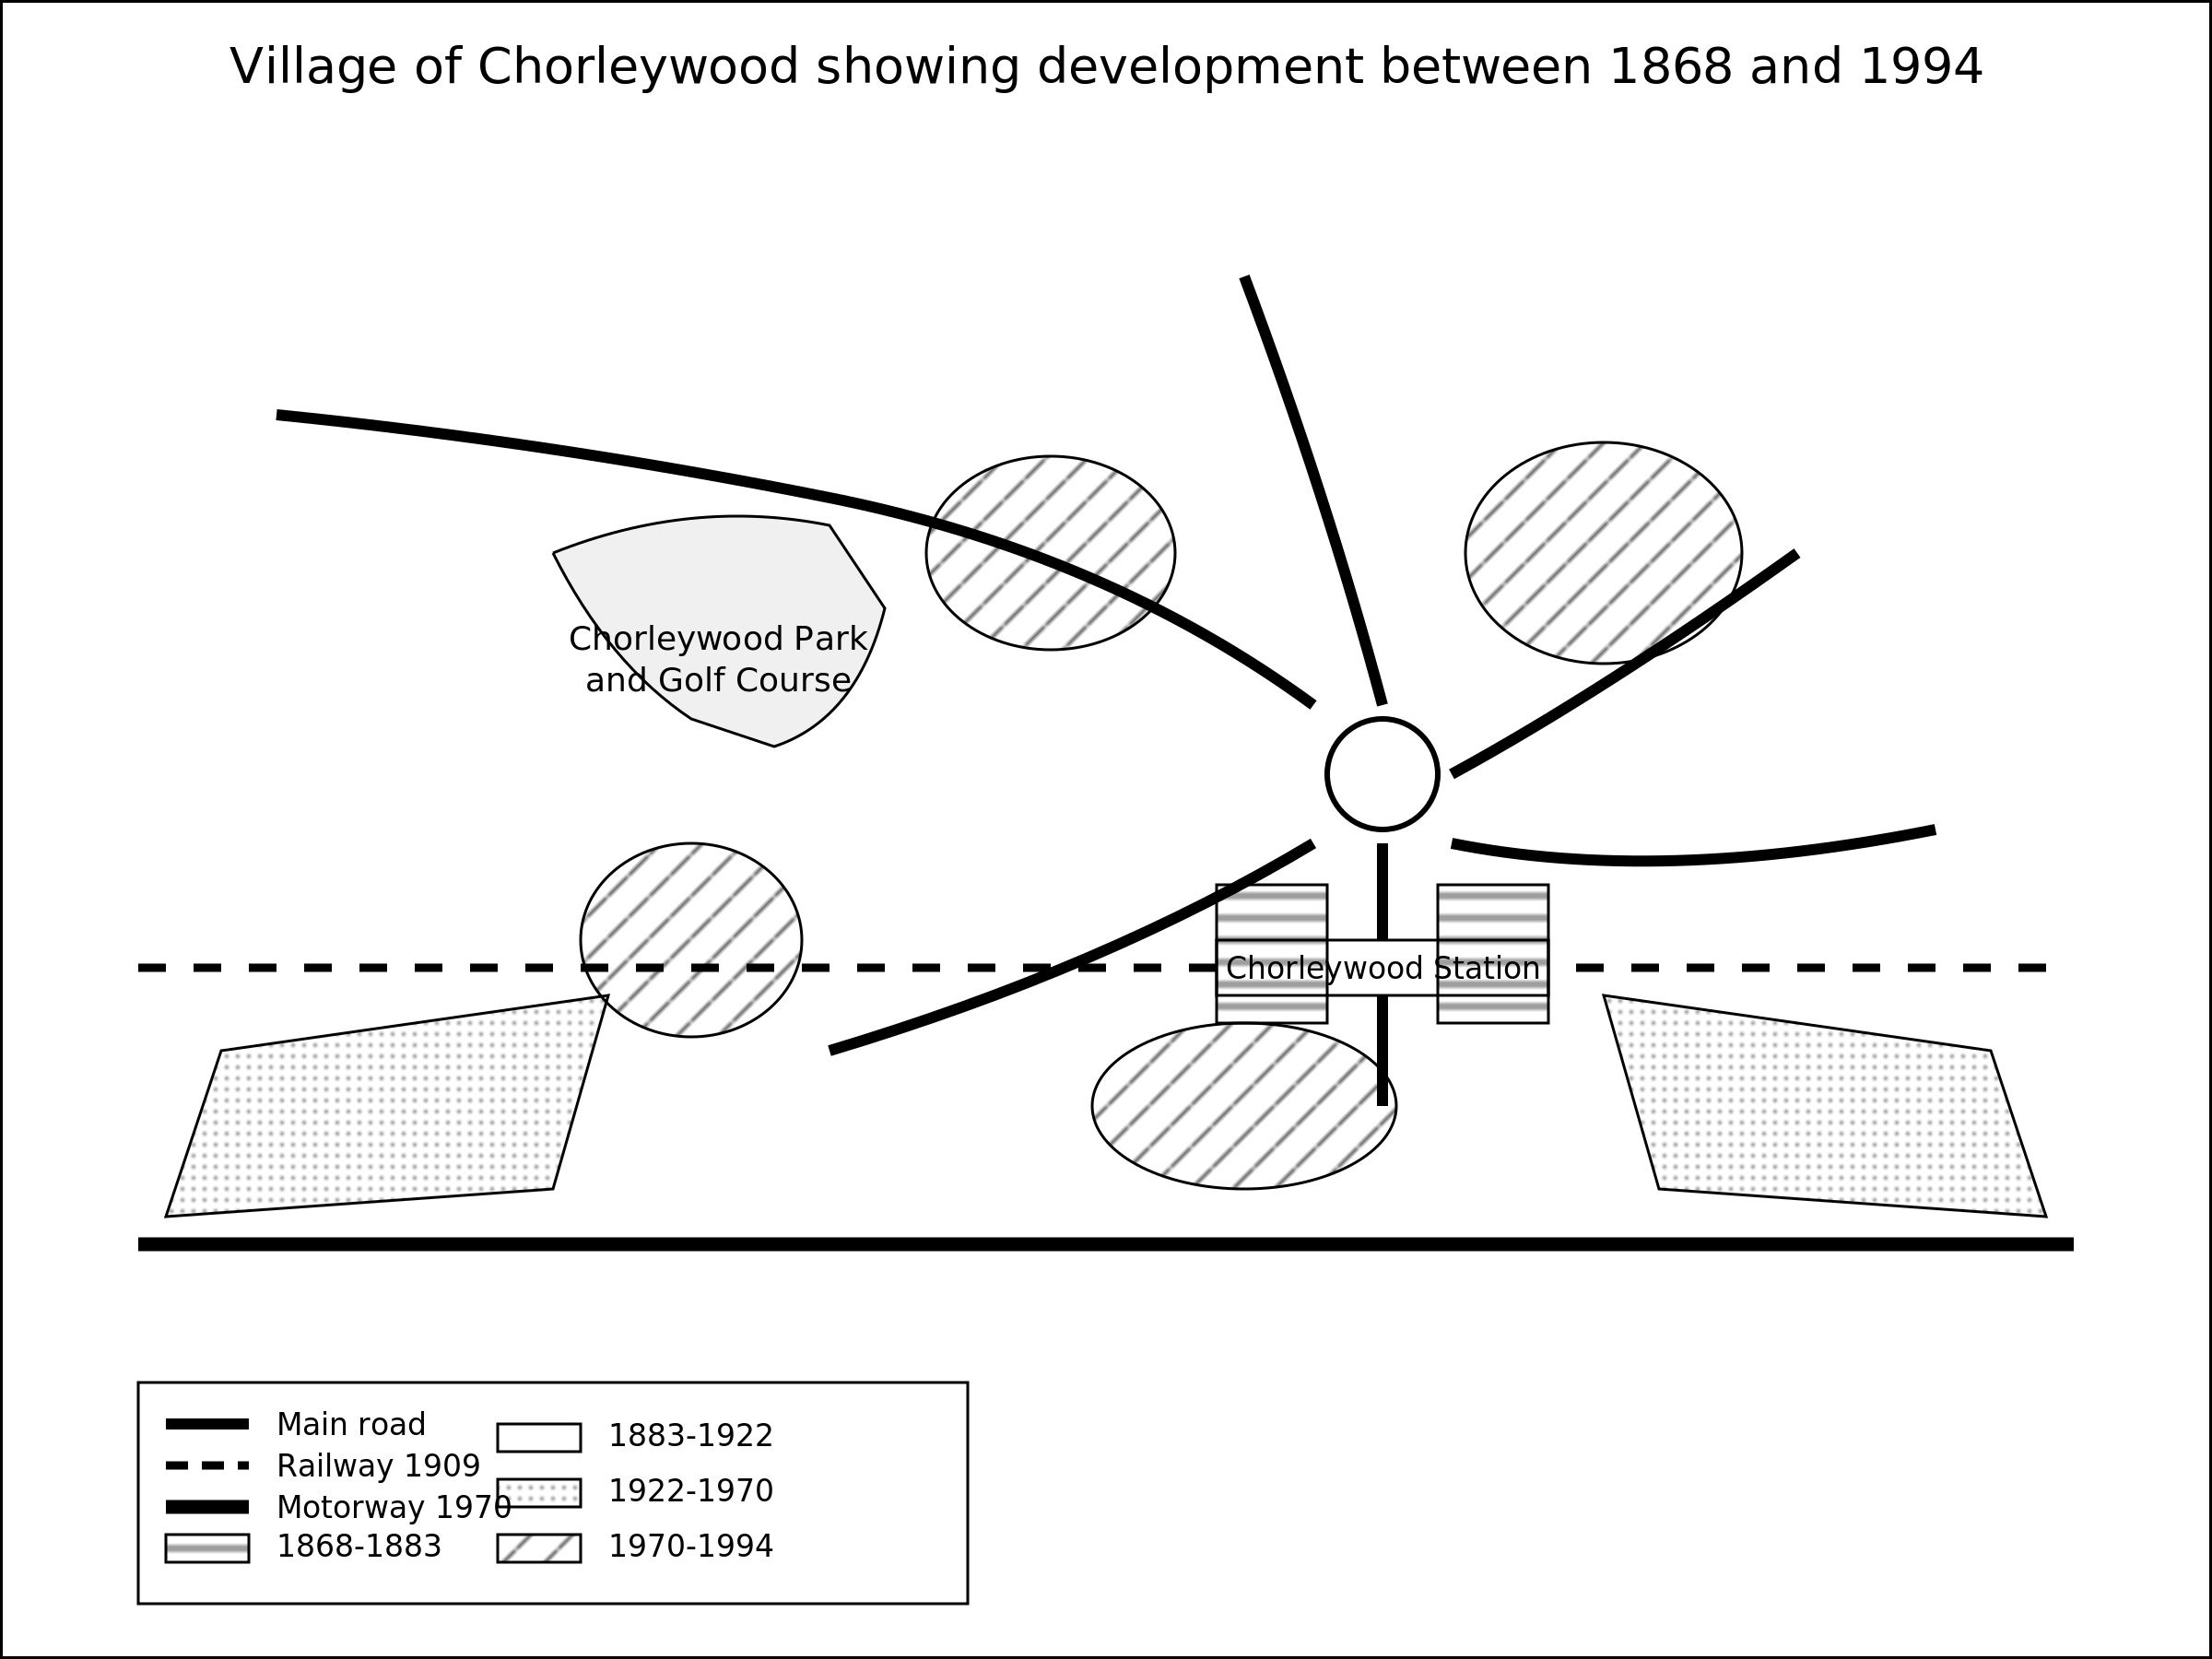 Village of Chorleywood showing development between 1868 and 1994
Chorleywood Park
and Golf Course
Chorleywood Station
Main road
Railway 1909
Motorway 1970
1868-1883
1883-1922
1922-1970
1970-1994